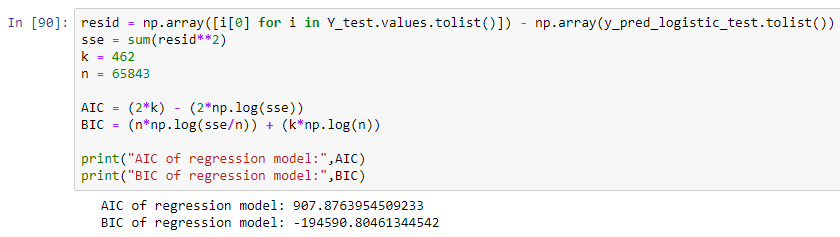 In [90]: resid = np.array([i[0] for i in Y_test.values.tolist()]) - np.array(y_pred_logistic_test.tolist())
sse = sum(resid**2)
k = 462
n = 65843
AIC = (2*k) - (2*np.log(sse))
BIC = (n*np.log(sse/n)) + (k*np.log(n))
print("AIC of regression model:",AIC)
print("BIC of regression model:",BIC)
AIC of regression model: 907.8763954509233
BIC of regression model: -194590.80461344542